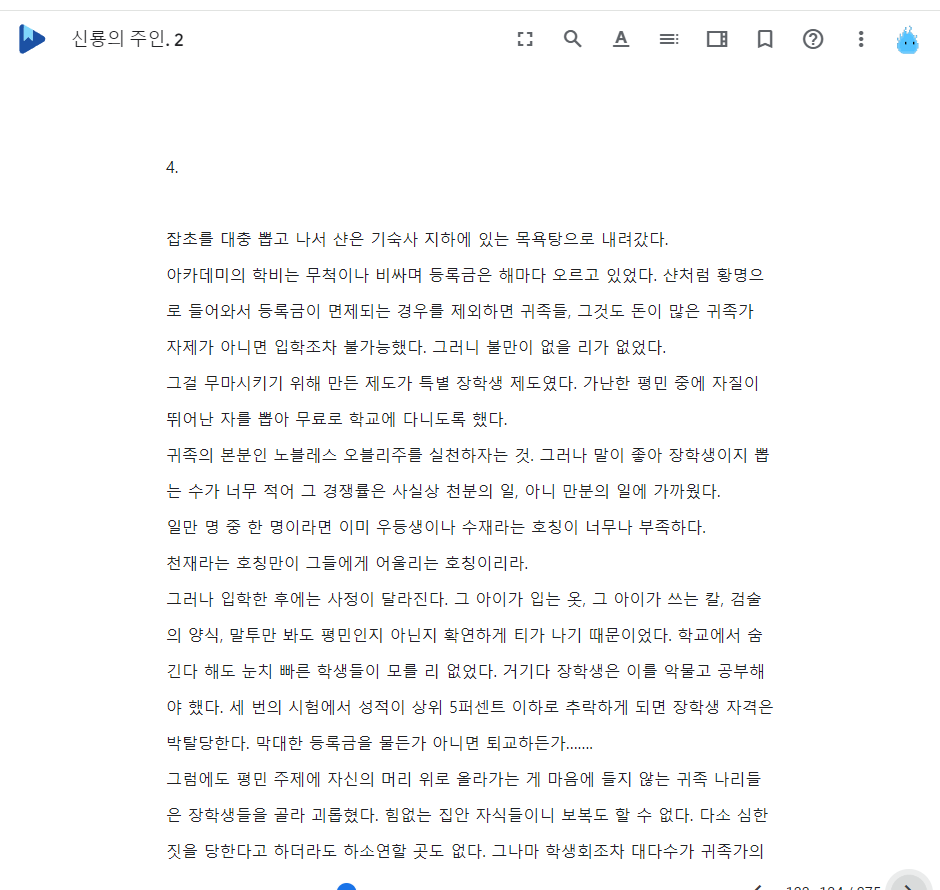 신룡의 주인. 2
4.
잡초를 대충 뽑고 나서 샨은 기숙사 지하에 있는 목욕탕으로 내려갔다.
아카데미의 학비는 무척이나 비싸며 등록금은 해마다 오르고 있었다. 샨처럼 황명으
로 들어와서 등록금이 면제되는 경우를 제외하면 귀족들, 그것도 돈이 많은 귀족가
자제가 아니면 입학조차 불가능했다. 그러니 불만이 없을 리가 없었다.
그걸 무마시키기 위해 만든 제도가 특별 장학생 제도였다. 가난한 평민 중에 자질이
뛰어난 자를 뽑아 무료로 학교에 다니도록 했다.
귀족의 본분인 노블레스 오블리주를 실천하자는 것. 그러나 말이 좋아 장학생이지 뽑
는 수가 너무 적어 그 경쟁률은 사실상 천분의 일, 아니 만분의 일에 가까웠다.
일만 명 중 한 명이라면 이미 우등생이나 수재라는 호칭이 너무나 부족하다.
천재라는 호칭만이 그들에게 어울리는 호칭이리라.
그러나 입학한 후에는 사정이 달라진다. 그 아이가 입는 옷, 그 아이가 쓰는 칼, 검술
의 양식, 말투만 봐도 평민인지 아닌지 확연하게 티가 나기 때문이었다. 학교에서 숨
긴다 해도 눈치 빠른 학생들이 모를 리 없었다. 거기다 장학생은 이를 악물고 공부해
야 했다. 세 번의 시험에서 성적이 상위 5퍼센트 이하로 추락하게 되면 장학생 자격은
박탈당한다. 막대한 등록금을 물든가 아니면 퇴교하든가…….
그럼에도 평민 주제에 자신의 머리 위로 올라가는 게 마음에 들지 않는 귀족 나리들
은 장학생들을 골라 괴롭혔다. 힘없는 집안 자식들이니 보복도 할 수 없다. 다소 심한
짓을 당한다고 하더라도 하소연할 곳도 없다. 그나마 학생회조차 대다수가 귀족가의